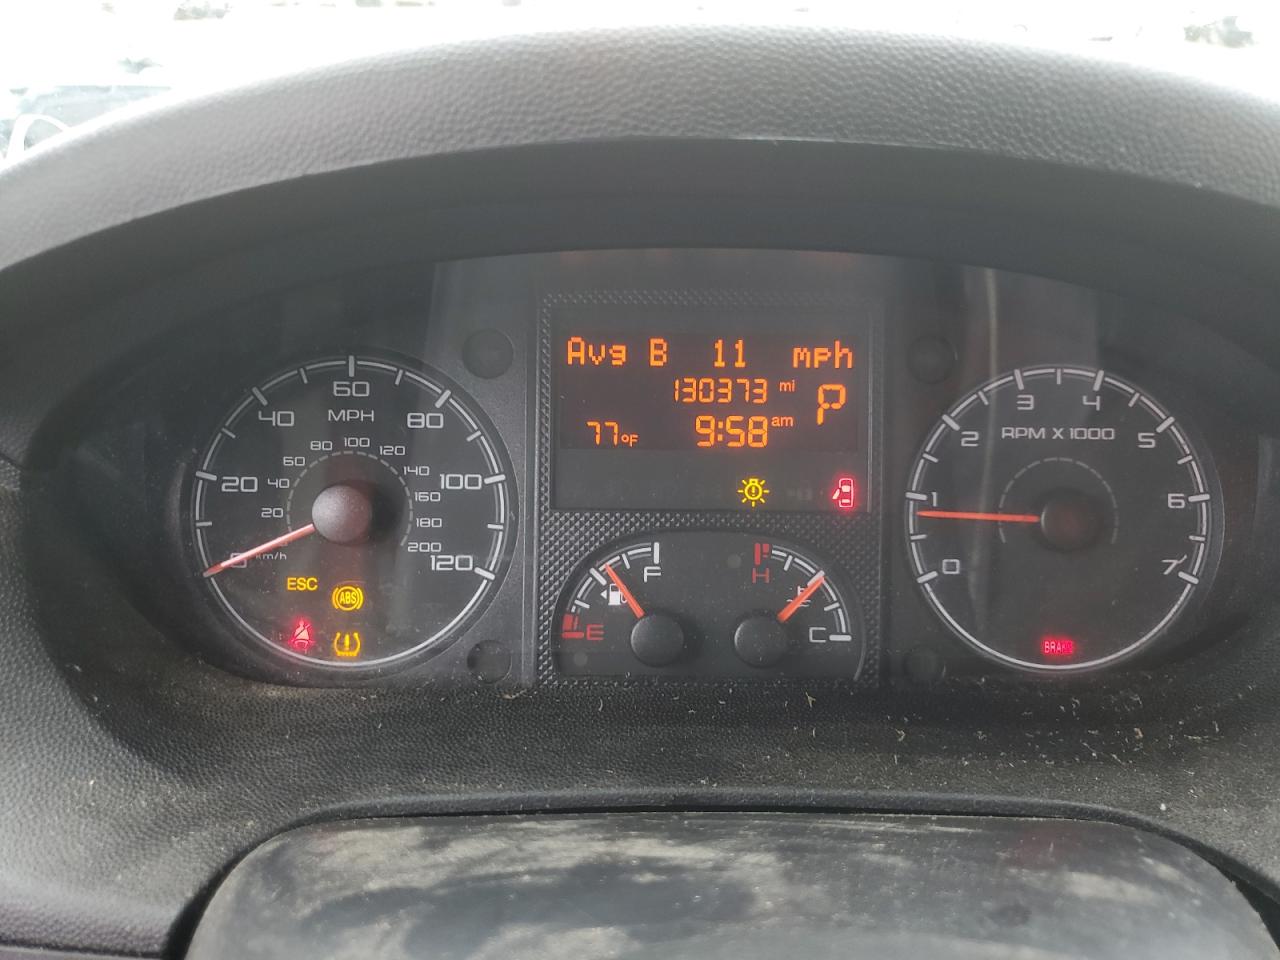 Avg B 11 mph
130373 mi
P
77°F 9:58 am
0 20 40 60 80 100 120
MPH
20 40 60 80 100 120 140 160 180 200
km/h
ESC
ABS
E F
H C
0 1 2 3 4 5 6 7
RPM X 1000
BRAKE